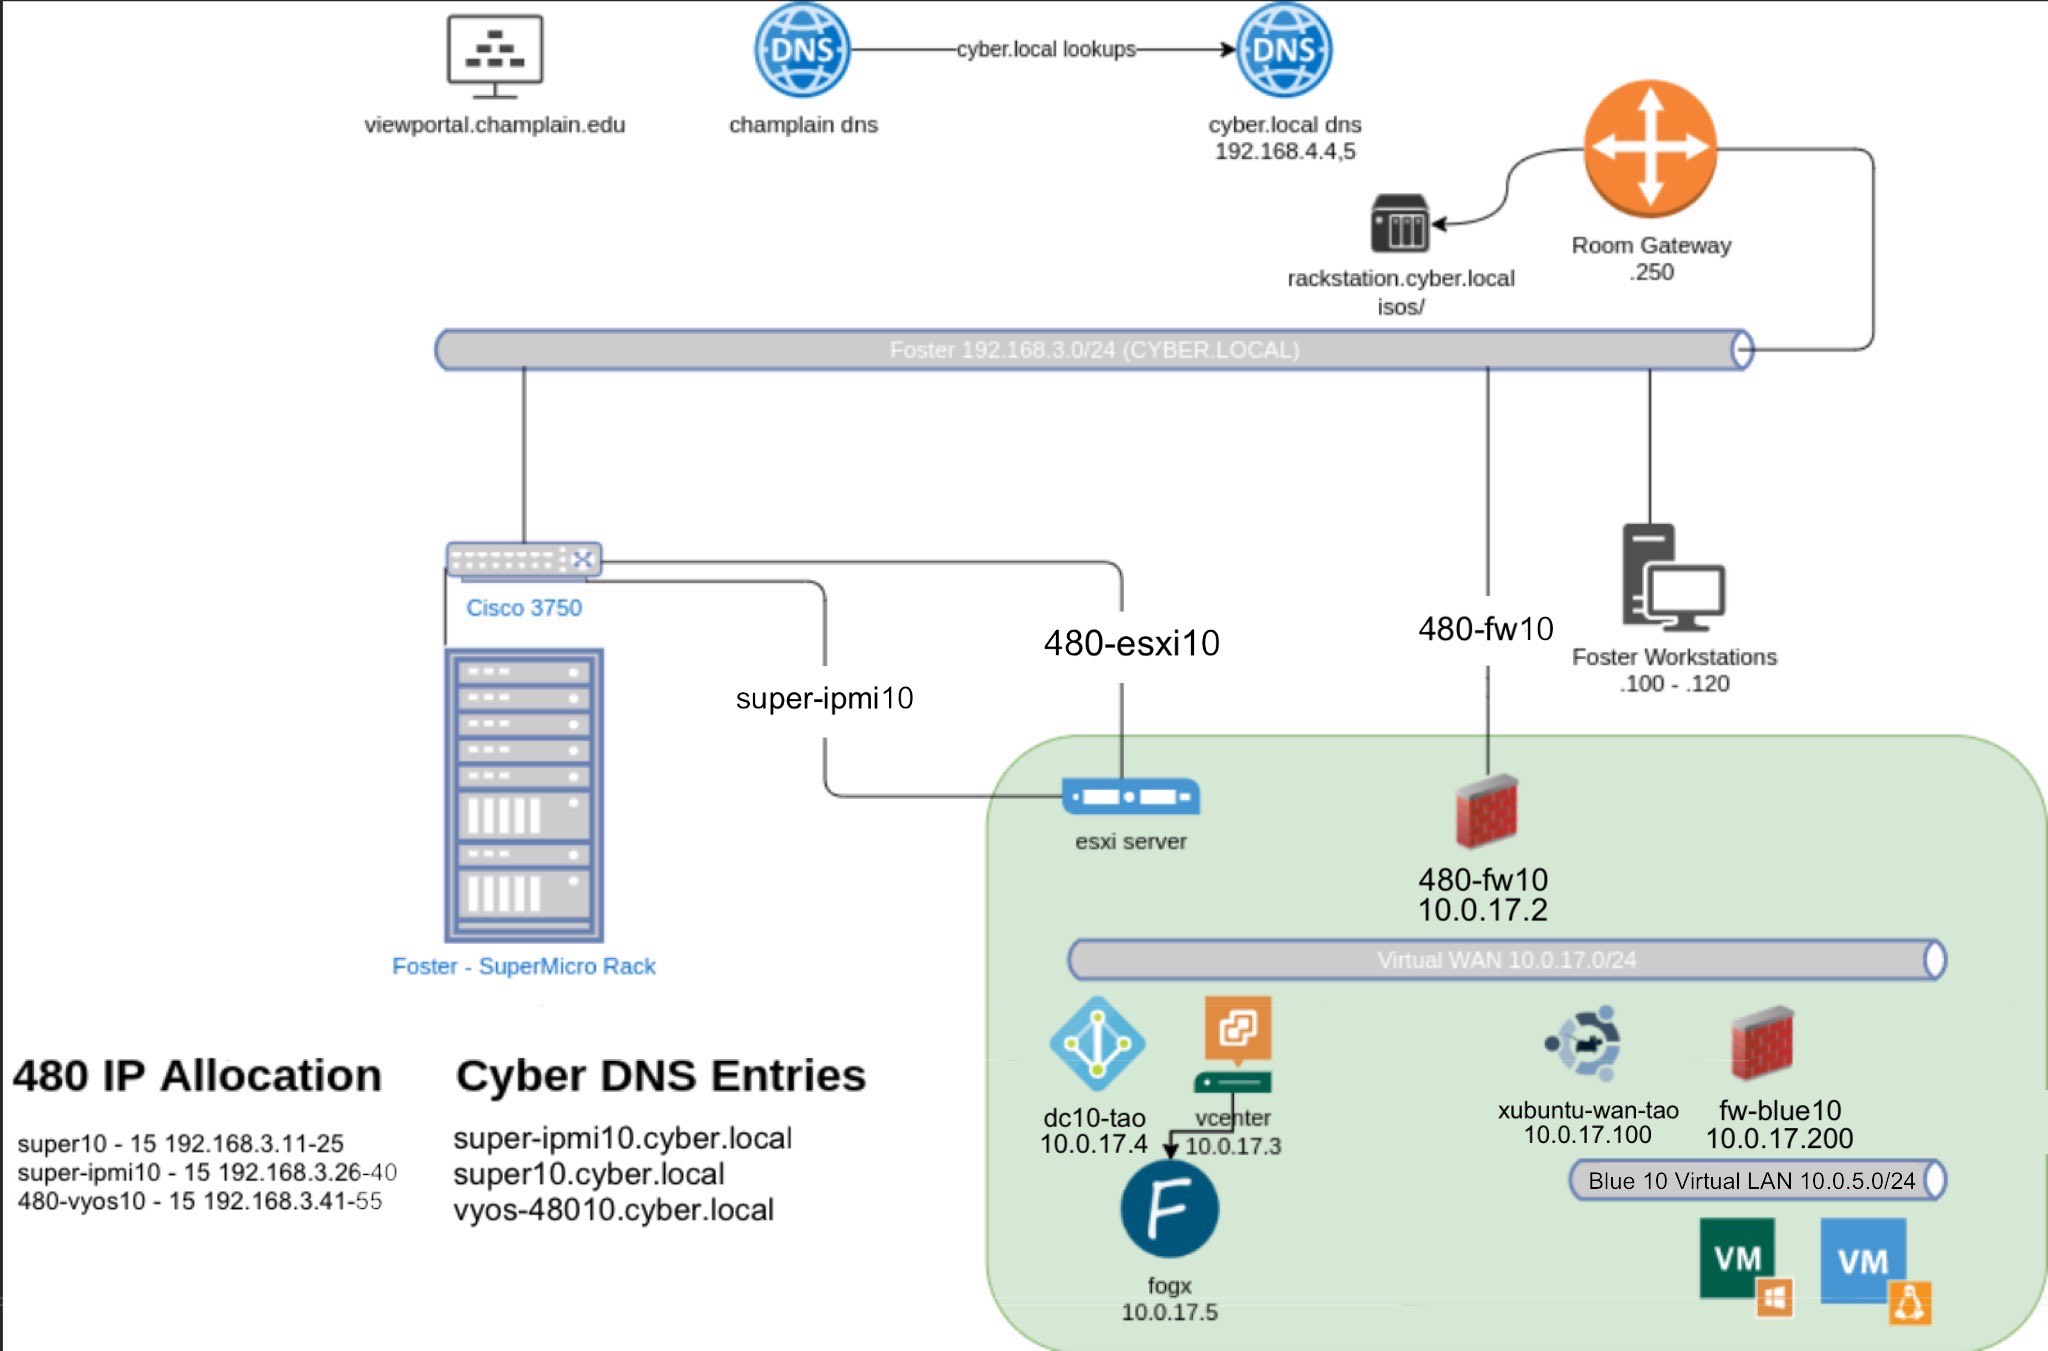 DNS
cyber.local lookups
DNS
viewportal.champlain.edu
champlain dns
cyber.local dns
192.168.4.4,5
Room Gateway
.250
rackstation.cyber.local
isos/
Foster 192.168.3.0/24 (CYBER.LOCAL)
Cisco 3750
480-esxi10
480-fw10
super-ipmi10
Foster Workstations
.100 - .120
esxi server
480-fw10
10.0.17.2
Foster - SuperMicro Rack
Virtual WAN 10.0.17.0/24
480 IP Allocation
super10 - 15 192.168.3.11-25
super-ipmi10 - 15 192.168.3.26-40
480-vyos10 - 15 192.168.3.41-55
Cyber DNS Entries
super-ipmi10.cyber.local
super10.cyber.local
vyos-48010.cyber.local
dc10-tao
10.0.17.4
vcenter
10.0.17.3
xubuntu-wan-tao
10.0.17.100
fw-blue10
10.0.17.200
Blue 10 Virtual LAN 10.0.5.0/24
F
fogx
10.0.17.5
VM
VM